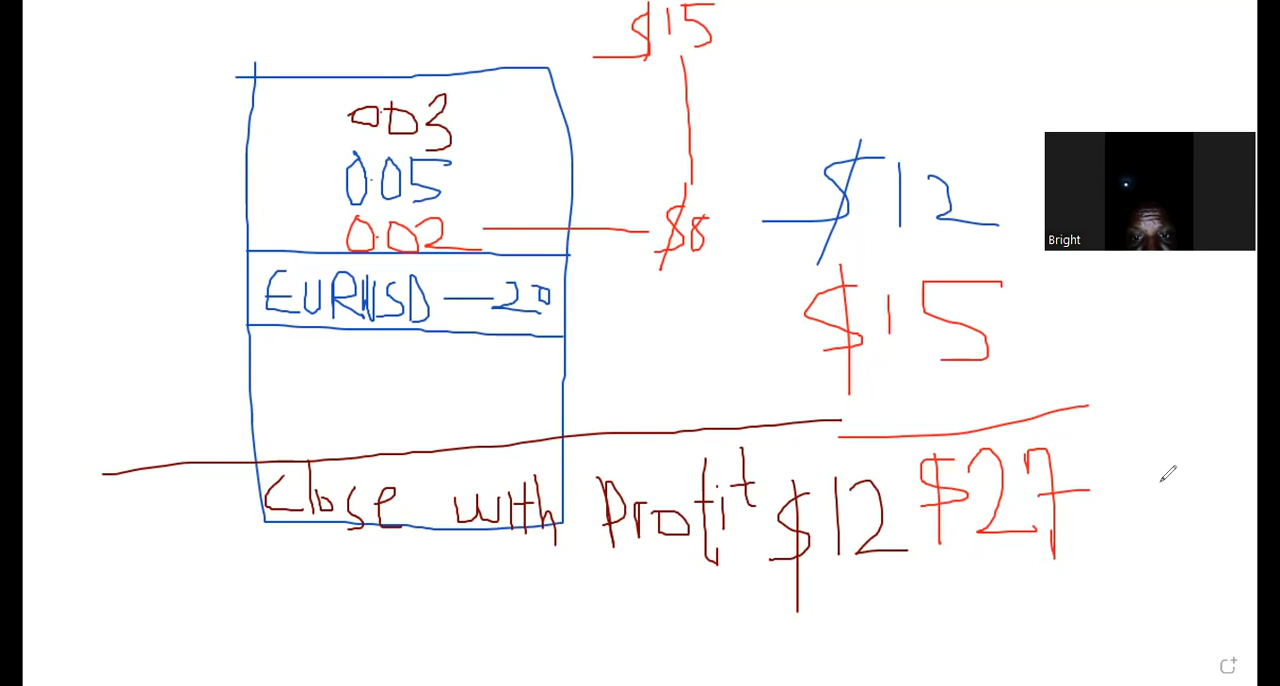 $15
0.03
0.05
0.02 — $8
$12
Bright
EURUSD — 20
$15
Close with Profit $12 $27